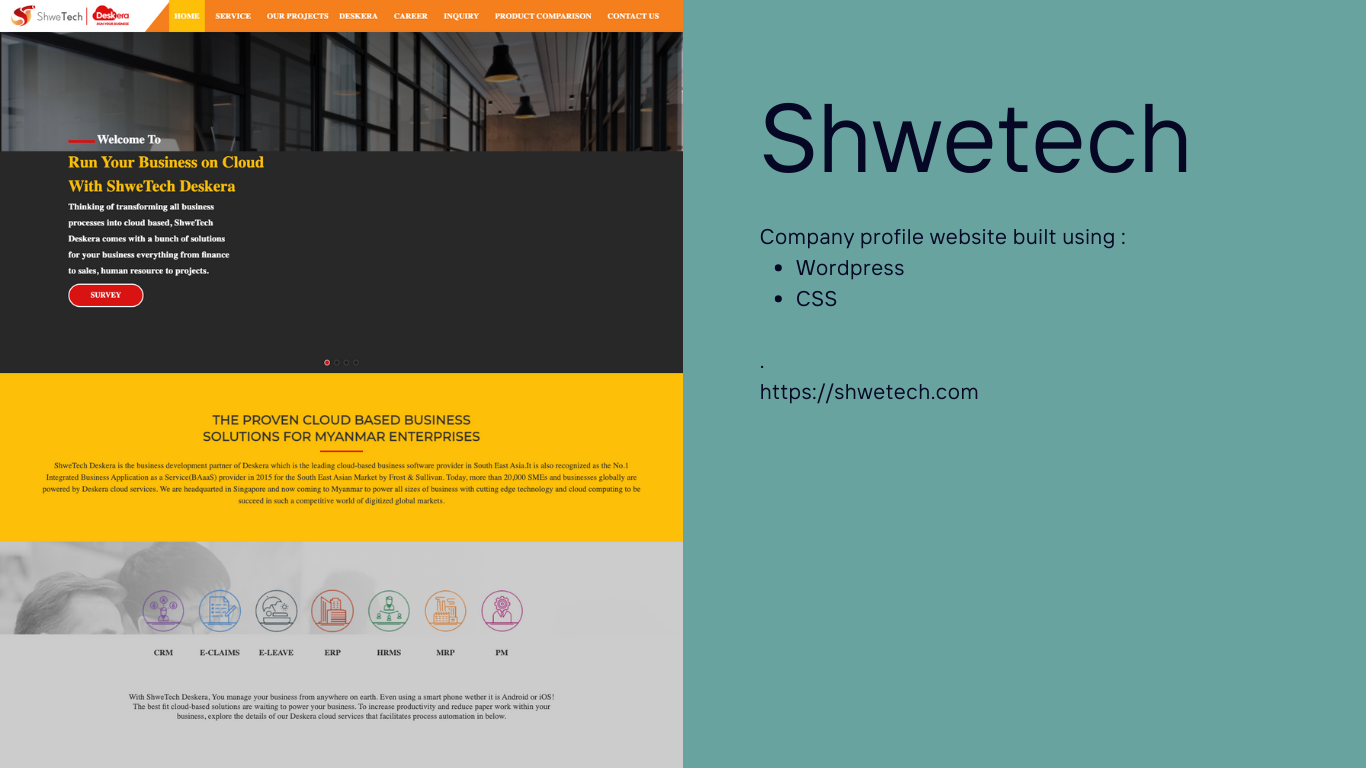 ShweTech | Deskera
RUN YOUR BUSINESS
HOME SERVICE OUR PROJECTS DESKERA CAREER INQUIRY PRODUCT COMPARISON CONTACT US
Welcome To
Run Your Business on Cloud
With ShweTech Deskera
Thinking of transforming all business
processes into cloud based, ShweTech
Deskera comes with a bunch of solutions
for your business everything from finance
to sales, human resource to projects.
SURVEY
THE PROVEN CLOUD BASED BUSINESS
SOLUTIONS FOR MYANMAR ENTERPRISES
ShweTech Deskera is the business development partner of Deskera which is the leading cloud-based business software provider in South East Asia.It is also recognized as the No.1
Integrated Business Application as a Service(BAaaS) provider in 2015 for the South East Asian Market by Frost & Sullivan. Today, more than 20,000 SMEs and businesses globally are
powered by Deskera cloud services. We are headquarted in Singapore and now coming to Myanmar to power all sizes of business with cutting edge technology and cloud computing to be
succeed in such a competitive world of digitized global markets.
CRM E-CLAIMS E-LEAVE ERP HRMS MRP PM
With ShweTech Deskera, You manage your business from anywhere on earth. Even using a smart phone wether it is Android or iOS!
The best fit cloud-based solutions are waiting to power your business. To increase productivity and reduce paper work within your
business, explore the details of our Deskera cloud services that facilitates process automation in below.
Shwetech
Company profile website built using :
• Wordpress
• CSS
.
https://shwetech.com